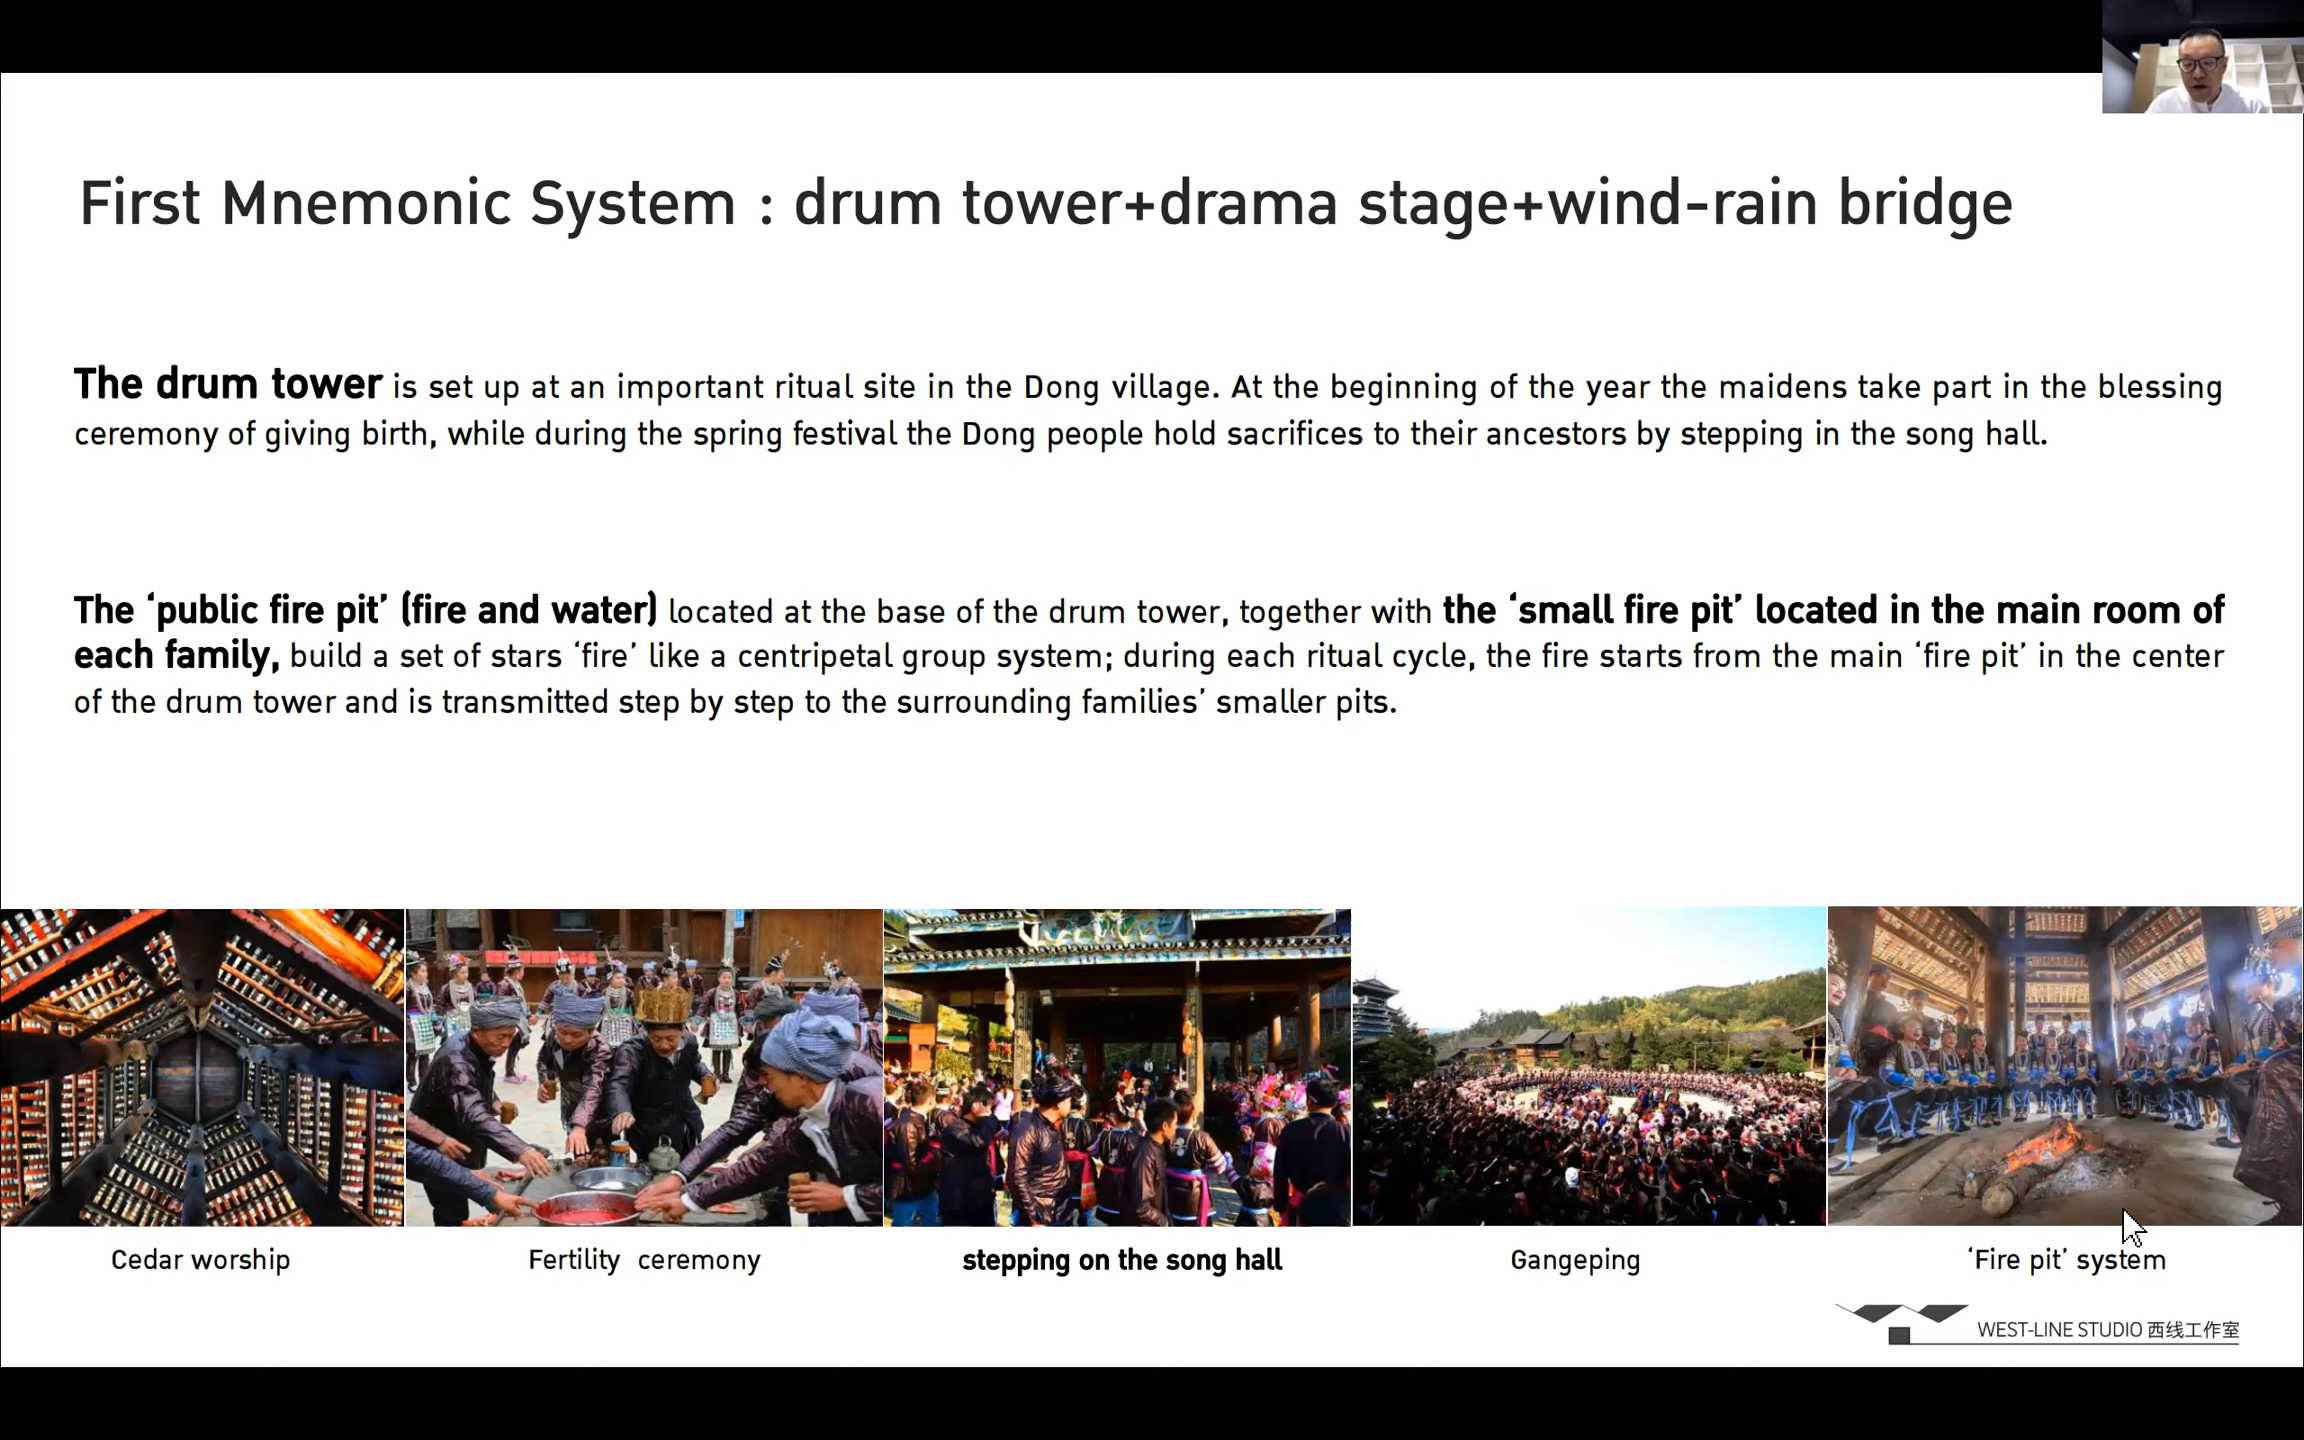 First Mnemonic System : drum tower+drama stage+wind-rain bridge
The drum tower is set up at an important ritual site in the Dong village. At the beginning of the year the maidens take part in the blessing
ceremony of giving birth, while during the spring festival the Dong people hold sacrifices to their ancestors by stepping in the song hall.
The ‘public fire pit’ (fire and water) located at the base of the drum tower, together with the ‘small fire pit’ located in the main room of
each family, build a set of stars ‘fire’ like a centripetal group system; during each ritual cycle, the fire starts from the main ‘fire pit’ in the center
of the drum tower and is transmitted step by step to the surrounding families’ smaller pits.
Cedar worship
Fertility ceremony
stepping on the song hall
Gangeping
‘Fire pit’ system
WEST-LINE STUDIO 西线工作室